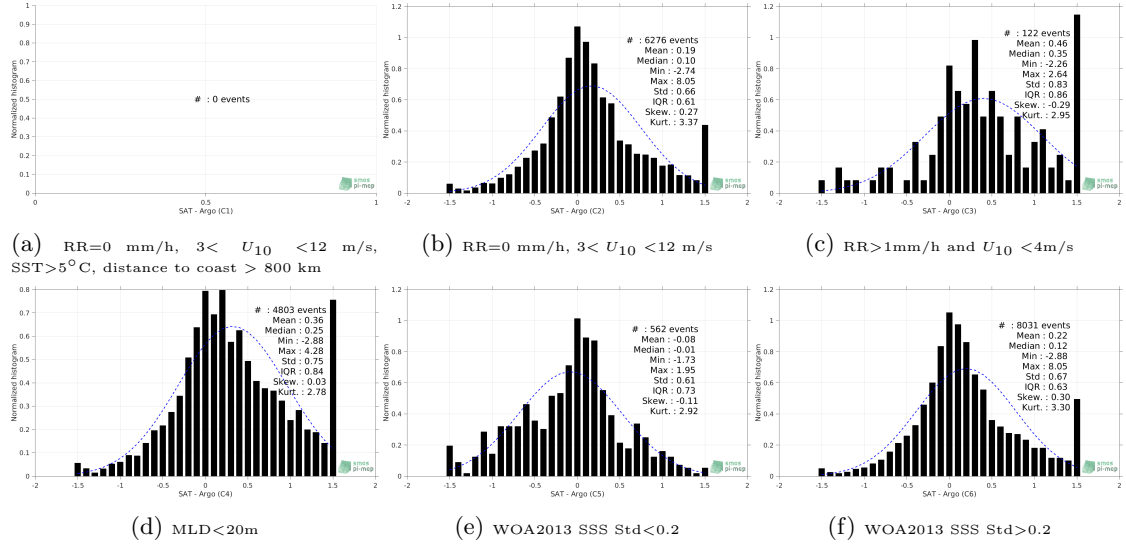 Normalized histogram
1
0.9
0.8
0.7
0.6
0.5
0.4
0.3
0.2
0.1
0
# : 0 events
smos
pi-mep
0 0.5 1
SAT - Argo (C1)
(a) RR=0 mm/h, 3< U10 <12 m/s,
SST>5°C, distance to coast > 800 km
Normalized histogram
1.2
1
0.8
0.6
0.4
0.2
0
# : 6276 events
Mean : 0.19
Median : 0.10
Min : -2.74
Max : 8.05
Std : 0.66
IQR : 0.61
Skew. : 0.27
Kurt. : 3.37
smos
pi-mep
-2 -1.5 -1 -0.5 0 0.5 1 1.5 2
SAT - Argo (C2)
(b) RR=0 mm/h, 3< U10 <12 m/s
Normalized histogram
1.2
1
0.8
0.6
0.4
0.2
0
# : 122 events
Mean : 0.46
Median : 0.35
Min : -2.26
Max : 2.64
Std : 0.83
IQR : 0.86
Skew. : -0.29
Kurt. : 2.95
smos
pi-mep
-2 -1.5 -1 -0.5 0 0.5 1 1.5 2
SAT - Argo (C3)
(c) RR>1mm/h and U10 <4m/s
Normalized histogram
0.8
0.7
0.6
0.5
0.4
0.3
0.2
0.1
0
# : 4803 events
Mean : 0.36
Median : 0.25
Min : -2.88
Max : 4.28
Std : 0.75
IQR : 0.84
Skew. : 0.03
Kurt. : 2.78
smos
pi-mep
-2 -1.5 -1 -0.5 0 0.5 1 1.5 2
SAT - Argo (C4)
(d) MLD<20m
Normalized histogram
1.2
1
0.8
0.6
0.4
0.2
0
# : 562 events
Mean : -0.08
Median : -0.01
Min : -1.73
Max : 1.95
Std : 0.61
IQR : 0.73
Skew. : -0.11
Kurt. : 2.92
smos
pi-mep
-2 -1.5 -1 -0.5 0 0.5 1 1.5 2
SAT - Argo (C5)
(e) WOA2013 SSS Std<0.2
Normalized histogram
1.2
1
0.8
0.6
0.4
0.2
0
# : 8031 events
Mean : 0.22
Median : 0.12
Min : -2.88
Max : 8.05
Std : 0.67
IQR : 0.63
Skew. : 0.30
Kurt. : 3.30
smos
pi-mep
-2 -1.5 -1 -0.5 0 0.5 1 1.5 2
SAT - Argo (C6)
(f) WOA2013 SSS Std>0.2